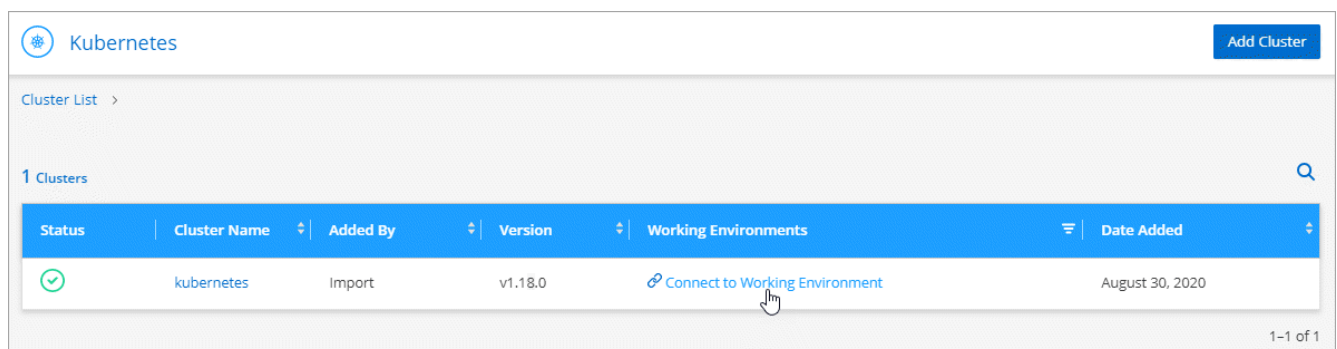 Kubernetes
Add Cluster
Cluster List >
1 Clusters
Status Cluster Name Added By Version Working Environments Date Added
kubernetes Import v1.18.0 Connect to Working Environment August 30, 2020
1–1 of 1